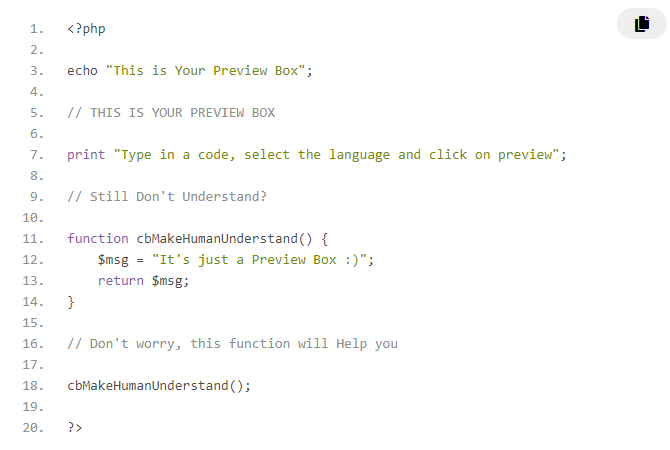 1. <?php
2.
3. echo "This is Your Preview Box";
4.
5. // THIS IS YOUR PREVIEW BOX
6.
7. print "Type in a code, select the language and click on preview";
8.
9. // Still Don't Understand?
10.
11. function cbMakeHumanUnderstand() {
12.     $msg = "It's just a Preview Box :)";
13.     return $msg;
14. }
15.
16. // Don't worry, this function will Help you
17.
18. cbMakeHumanUnderstand();
19.
20. ?>